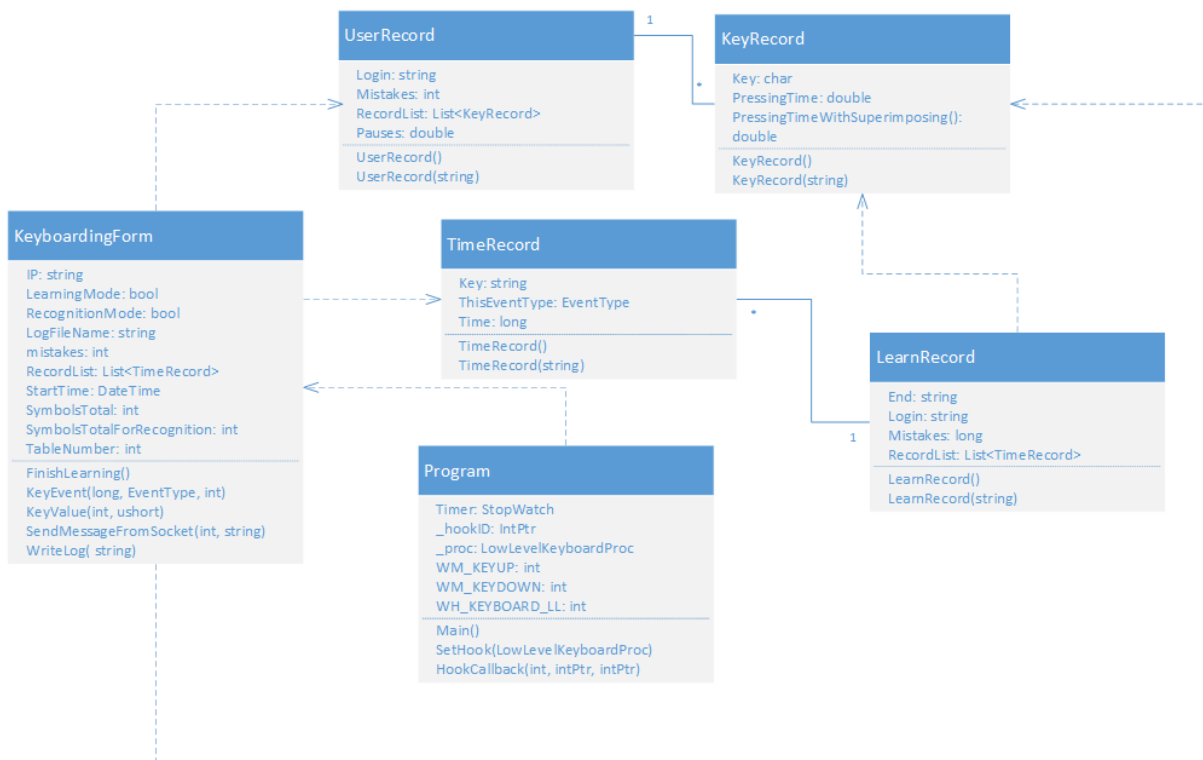 UserRecord
Login: string
Mistakes: int
RecordList: List<KeyRecord>
Pauses: double
UserRecord()
UserRecord(string)
1
*
KeyRecord
Key: char
PressingTime: double
PressingTimeWithSuperimposing():
double
KeyRecord()
KeyRecord(string)
KeyboardingForm
IP: string
LearningMode: bool
RecognitionMode: bool
LogFileName: string
mistakes: int
RecordList: List<TimeRecord>
StartTime: DateTime
SymbolsTotal: int
SymbolsTotalForRecognition: int
TableNumber: int
FinishLearning()
KeyEvent(long, EventType, int)
KeyValue(int, ushort)
SendMessageFromSocket(int, string)
WriteLog( string)
TimeRecord
Key: string
ThisEventType: EventType
Time: long
TimeRecord()
TimeRecord(string)
*
1
LearnRecord
End: string
Login: string
Mistakes: long
RecordList: List<TimeRecord>
LearnRecord()
LearnRecord(string)
Program
Timer: StopWatch
_hookID: IntPtr
_proc: LowLevelKeyboardProc
WM_KEYUP: int
WM_KEYDOWN: int
WH_KEYBOARD_LL: int
Main()
SetHook(LowLevelKeyboardProc)
HookCallback(int, intPtr, intPtr)